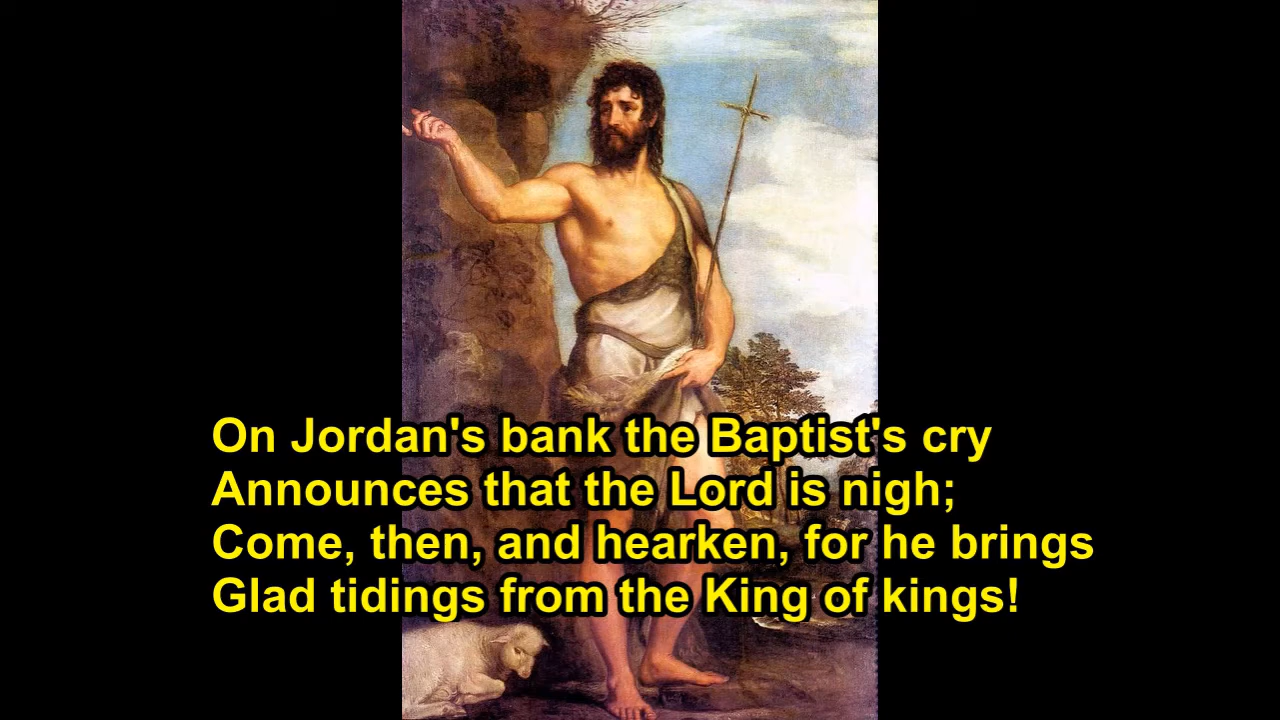 On Jordan's bank the Baptist's cry
Announces that the Lord is nigh;
Come, then, and hearken, for he brings
Glad tidings from the King of kings!